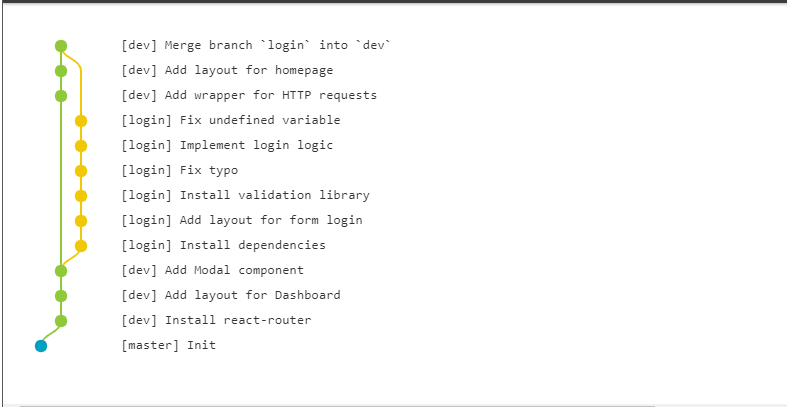 [dev] Merge branch `login` into `dev`
[dev] Add layout for homepage
[dev] Add wrapper for HTTP requests
[login] Fix undefined variable
[login] Implement login logic
[login] Fix typo
[login] Install validation library
[login] Add layout for form login
[login] Install dependencies
[dev] Add Modal component
[dev] Add layout for Dashboard
[dev] Install react-router
[master] Init